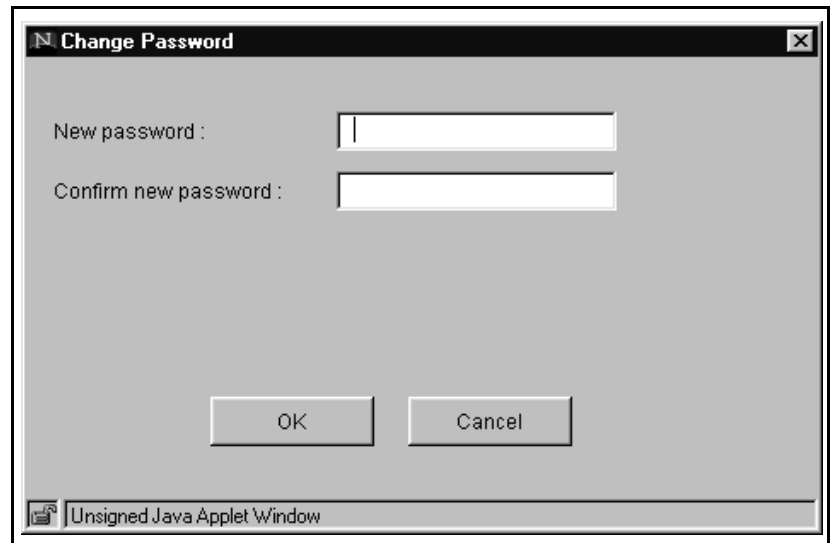 N Change Password
New password :
Confirm new password :
OK Cancel
Unsigned Java Applet Window